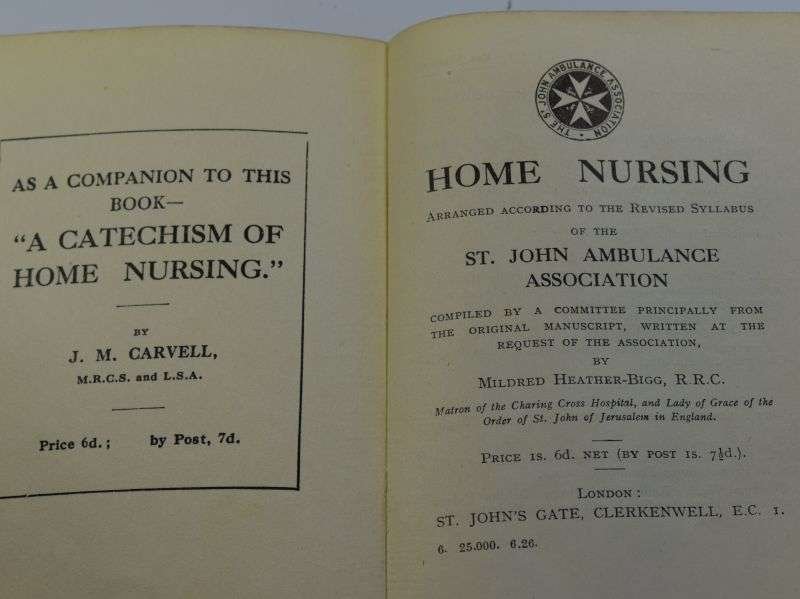 AS A COMPANION TO THIS
BOOK—
"A CATECHISM OF
HOME NURSING."
BY
J. M. CARVELL,
M.R.C.S. and L.S.A.
Price 6d.; by Post, 7d.
THE ST JOHN AMBULANCE ASSOCIATION
HOME NURSING
ARRANGED ACCORDING TO THE REVISED SYLLABUS
OF THE
ST. JOHN AMBULANCE
ASSOCIATION
COMPILED BY A COMMITTEE PRINCIPALLY FROM
THE ORIGINAL MANUSCRIPT, WRITTEN AT THE
REQUEST OF THE ASSOCIATION,
BY
MILDRED HEATHER-BIGG, R.R.C.
Matron of the Charing Cross Hospital, and Lady of Grace of the
Order of St. John of Jerusalem in England.
PRICE 1S. 6D. NET (BY POST 1S. 7½d.).
LONDON:
ST. JOHN'S GATE, CLERKENWELL, E.C. 1.
6. 25.000. 6.26.